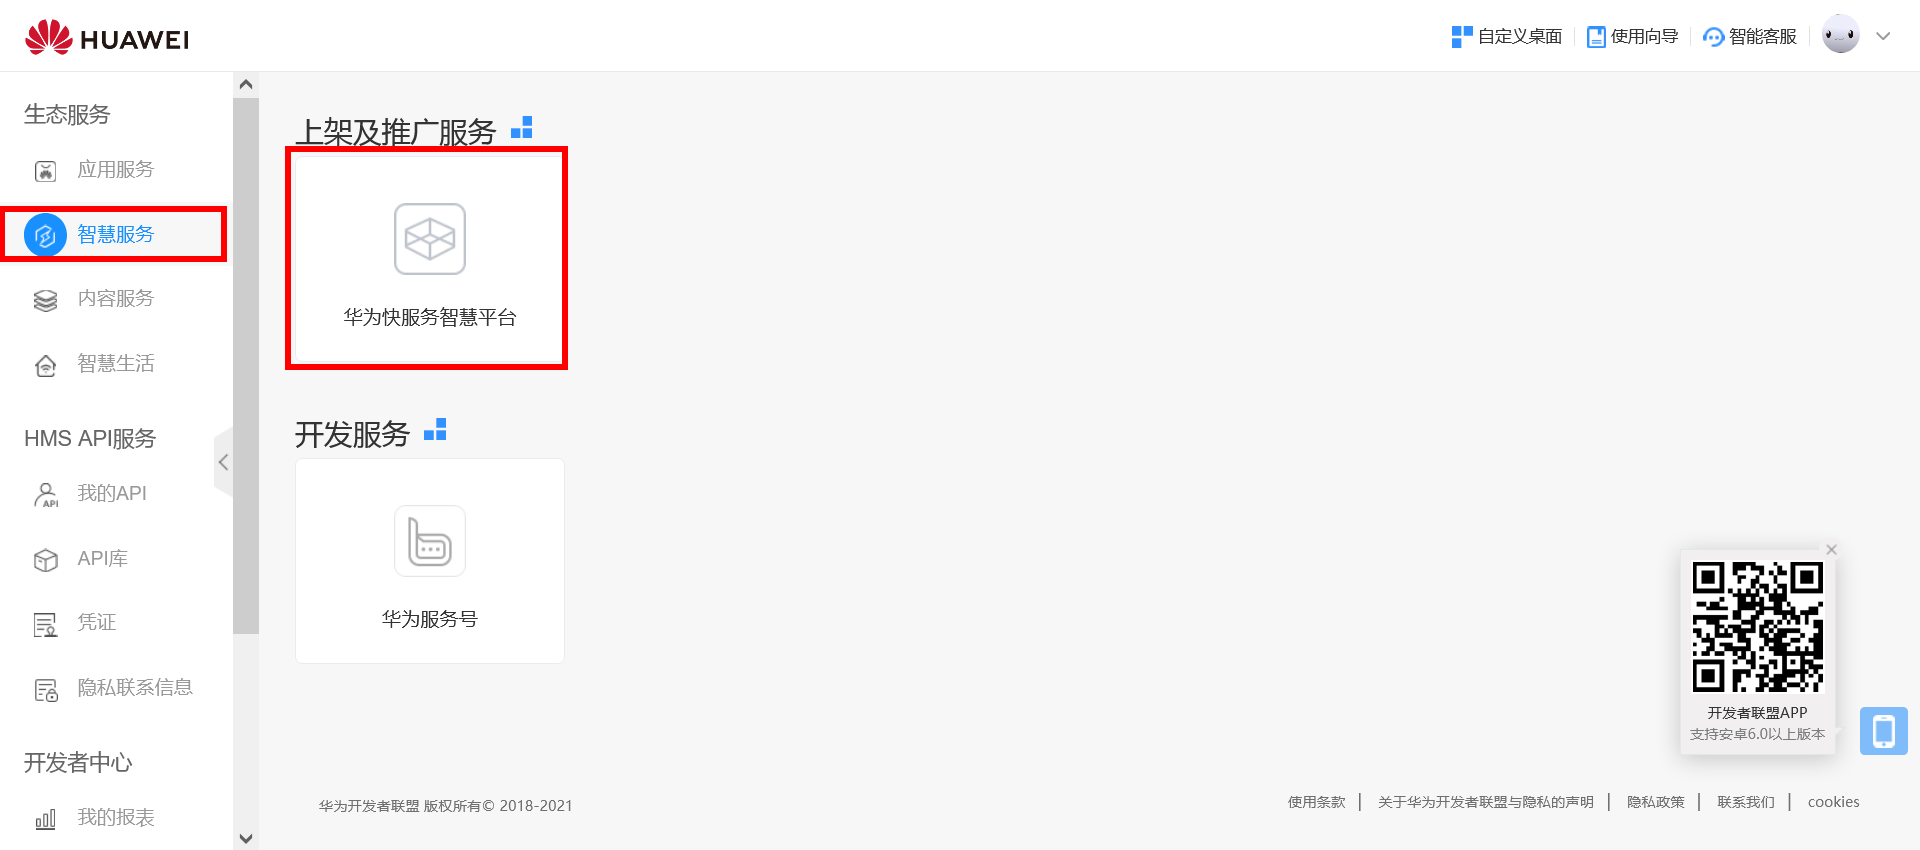 HUAWEI
自定义桌面
使用向导
智能客服
生态服务
应用服务
智慧服务
内容服务
智慧生活
HMS API服务
我的API
API库
凭证
隐私联系信息
开发者中心
我的报表
上架及推广服务
华为快服务智慧平台
开发服务
华为服务号
开发者联盟APP
支持安卓6.0以上版本
华为开发者联盟 版权所有© 2018-2021
使用条款 | 关于华为开发者联盟与隐私的声明 | 隐私政策 | 联系我们 | cookies